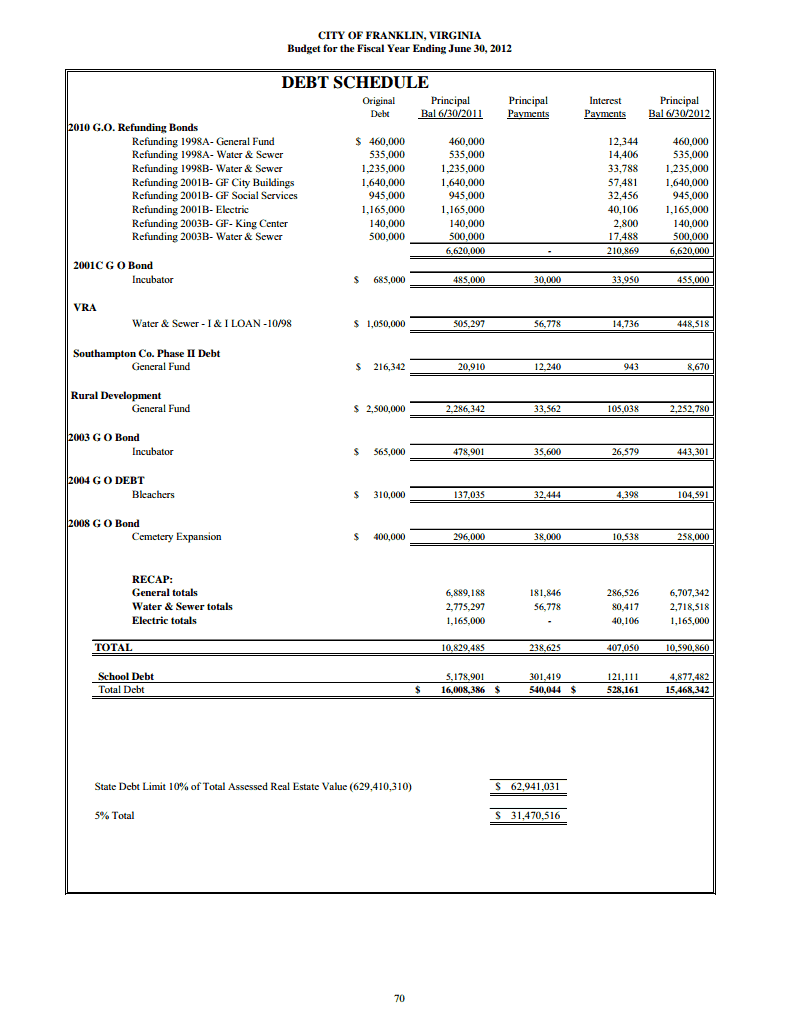 CITY OF FRANKLIN, VIRGINIA
Budget for the Fiscal Year Ending June 30, 2012
DEBT SCHEDULE
Original Principal Principal Interest Principal
Debt Bal 6/30/2011 Payments Payments Bal 6/30/2012
2010 G.O. Refunding Bonds
Refunding 1998A- General Fund $ 460,000 460,000 12,344 460,000
Refunding 1998A- Water & Sewer 535,000 535,000 14,406 535,000
Refunding 1998B- Water & Sewer 1,235,000 1,235,000 33,788 1,235,000
Refunding 2001B- GF City Buildings 1,640,000 1,640,000 57,481 1,640,000
Refunding 2001B- GF Social Services 945,000 945,000 32,456 945,000
Refunding 2001B- Electric 1,165,000 1,165,000 40,106 1,165,000
Refunding 2003B- GF- King Center 140,000 140,000 2,800 140,000
Refunding 2003B- Water & Sewer 500,000 500,000 17,488 500,000
6,620,000 - 210,869 6,620,000
2001C G O Bond
Incubator $ 685,000 485,000 30,000 33,950 455,000
VRA
Water & Sewer - I & I LOAN -10/98 $ 1,050,000 505,297 56,778 14,736 448,518
Southampton Co. Phase II Debt
General Fund $ 216,342 20,910 12,240 943 8,670
Rural Development
General Fund $ 2,500,000 2,286,342 33,562 105,038 2,252,780
2003 G O Bond
Incubator $ 565,000 478,901 35,600 26,579 443,301
2004 G O DEBT
Bleachers $ 310,000 137,035 32,444 4,398 104,591
2008 G O Bond
Cemetery Expansion $ 400,000 296,000 38,000 10,538 258,000
RECAP:
General totals 6,889,188 181,846 286,526 6,707,342
Water & Sewer totals 2,775,297 56,778 80,417 2,718,518
Electric totals 1,165,000 - 40,106 1,165,000
TOTAL 10,829,485 238,625 407,050 10,590,860
School Debt 5,178,901 301,419 121,111 4,877,482
Total Debt $ 16,008,386 $ 540,044 $ 528,161 15,468,342
State Debt Limit 10% of Total Assessed Real Estate Value (629,410,310) $ 62,941,031
5% Total $ 31,470,516
70